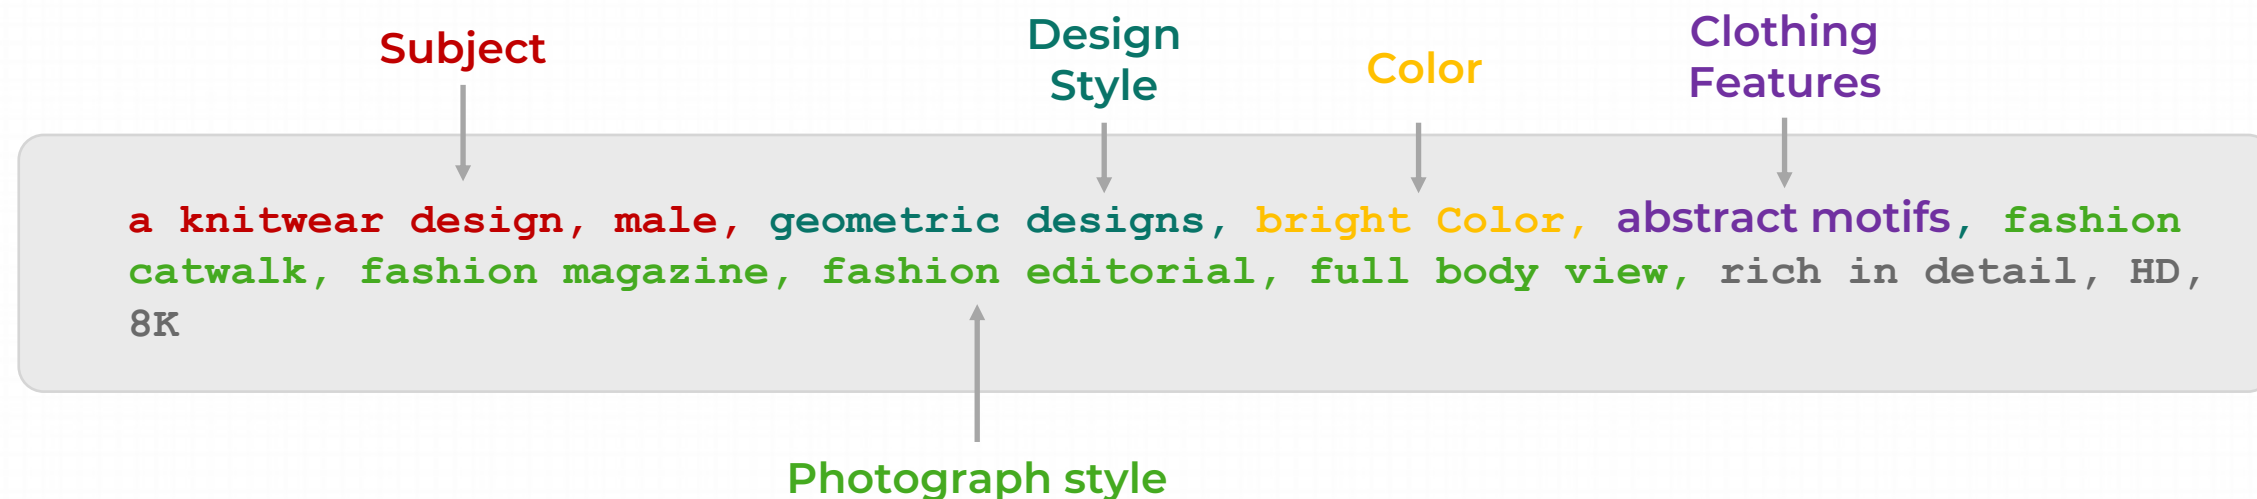 Subject
Design
Style
Color
Clothing
Features
a knitwear design, male, geometric designs, bright Color, abstract motifs, fashion
catwalk, fashion magazine, fashion editorial, full body view, rich in detail, HD,
8K
Photograph style